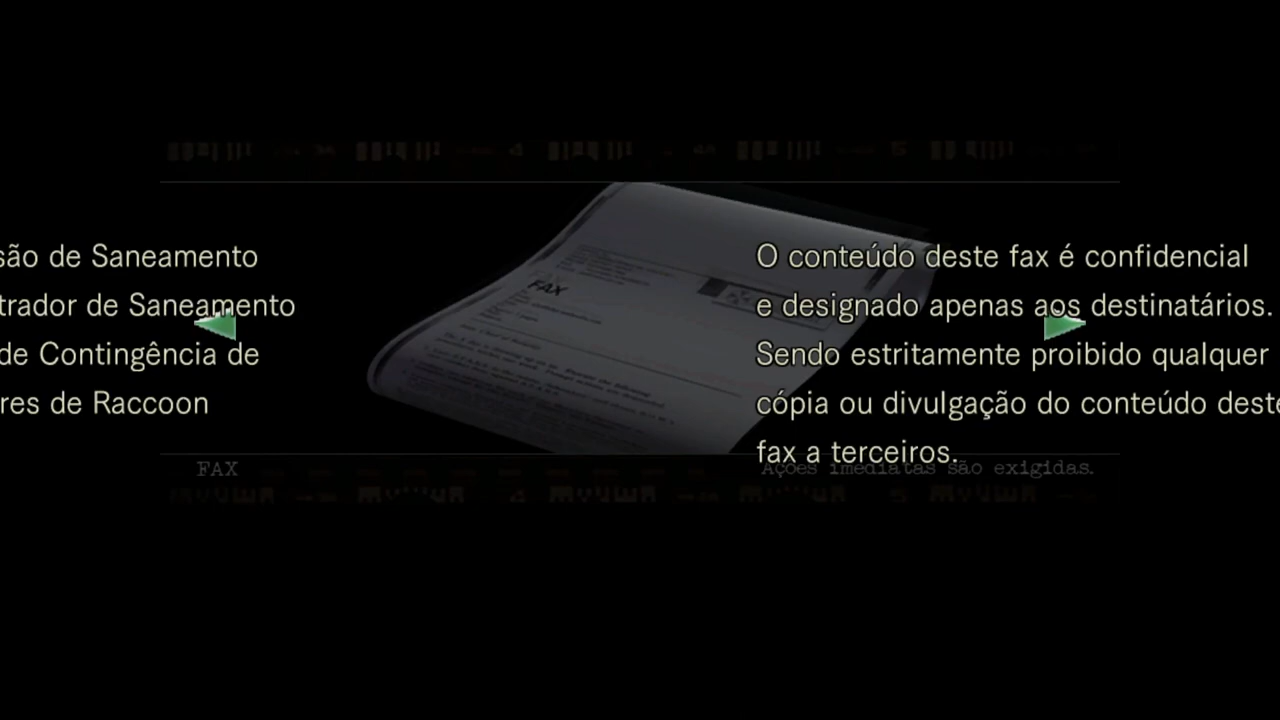 são de Saneamento
trador de Saneamento
de Contingência de
res de Raccoon
O conteúdo deste fax é confidencial
e designado apenas aos destinatários.
Sendo estritamente proibido qualquer
cópia ou divulgação do conteúdo deste
fax a terceiros.
FAX
FAX
Ações imediatas são exigidas.